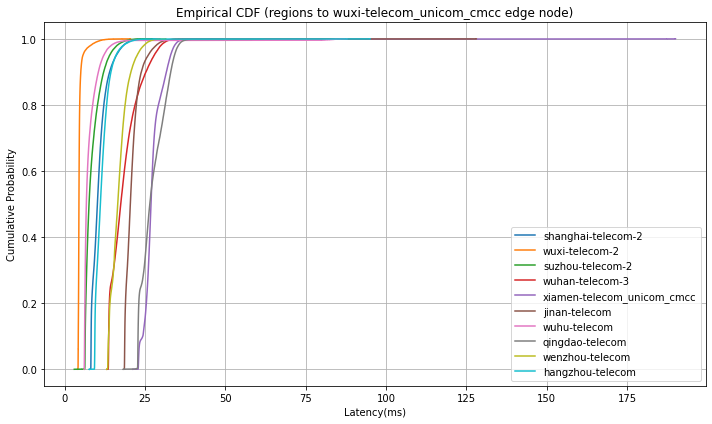 Empirical CDF (regions to wuxi-telecom_unicom_cmcc edge node)
Cumulative Probability
1.0
0.8
0.6
0.4
0.2
0.0
shanghai-telecom-2
wuxi-telecom-2
suzhou-telecom-2
wuhan-telecom-3
xiamen-telecom_unicom_cmcc
jinan-telecom
wuhu-telecom
qingdao-telecom
wenzhou-telecom
hangzhou-telecom
0 25 50 75 100 125 150 175
Latency(ms)